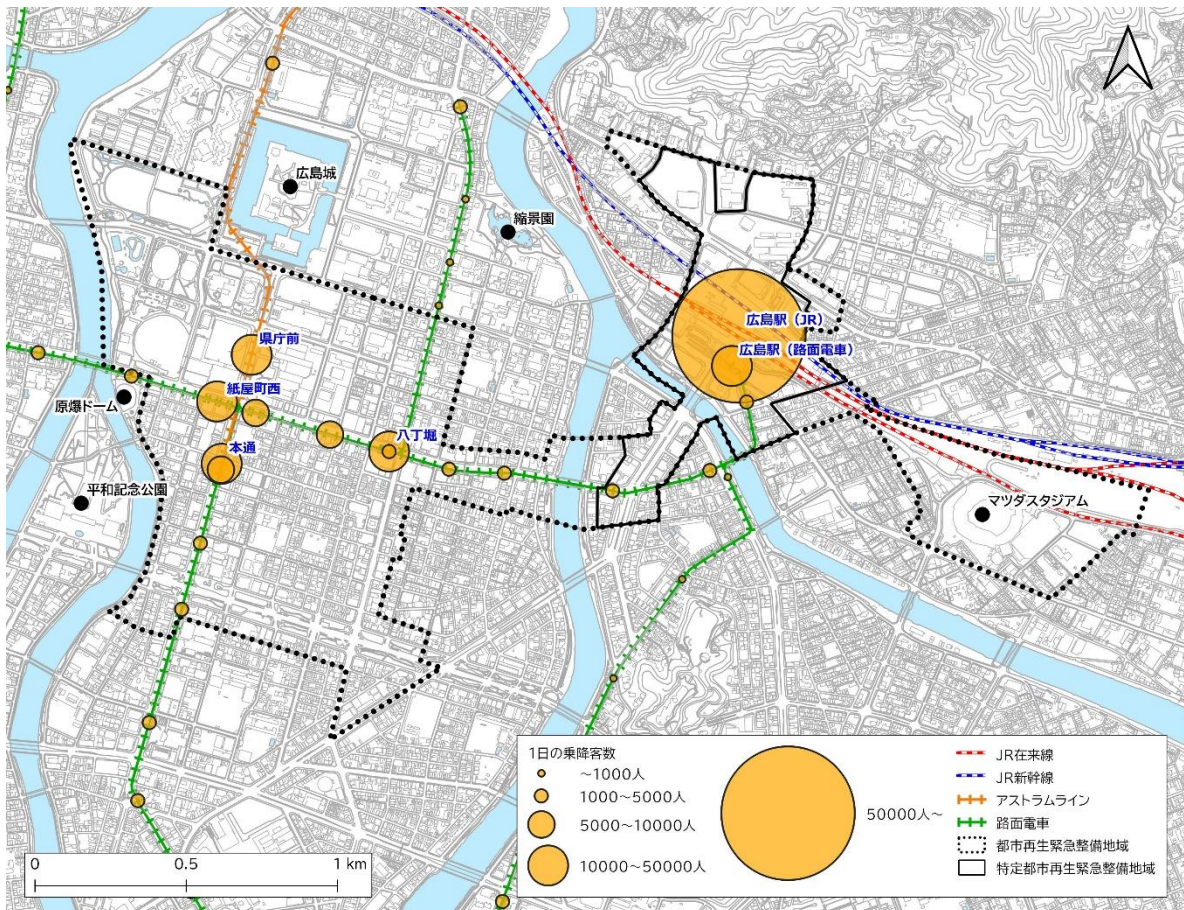 広島城
縮景園
県庁前
広島駅（JR）
広島駅（路面電車）
紙屋町西
原爆ドーム
八丁堀
本通
平和記念公園
マツダスタジアム
1日の乗降客数
～1000人
1000～5000人
5000～10000人
10000～50000人
50000人～
JR在来線
JR新幹線
アストラムライン
路面電車
都市再生緊急整備地域
特定都市再生緊急整備地域
0 0.5 1 km